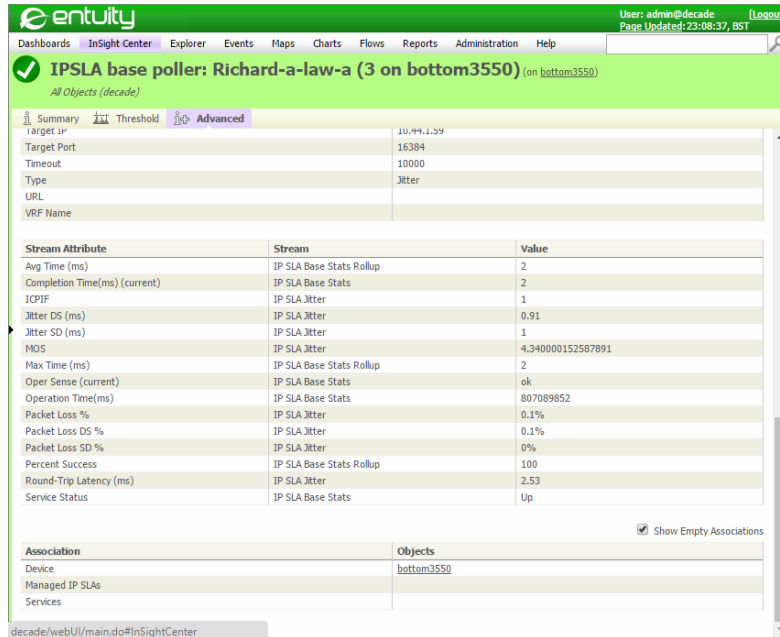 entuity
User: admin@decade [Logout
Page Updated:23:08:37, BST
Dashboards InSight Center Explorer Events Maps Charts Flows Reports Administration Help
IPSLA base poller: Richard-a-law-a (3 on bottom3550) (on bottom3550)
All Objects (decade)
Summary Threshold Advanced
Target IP 10.44.1.59
Target Port 16384
Timeout 10000
Type Jitter
URL
VRF Name
Stream Attribute Stream Value
Avg Time (ms) IP SLA Base Stats Rollup 2
Completion Time(ms) (current) IP SLA Base Stats 2
ICPIF IP SLA Jitter 1
Jitter DS (ms) IP SLA Jitter 0.91
Jitter SD (ms) IP SLA Jitter 1
MOS IP SLA Jitter 4.340000152587891
Max Time (ms) IP SLA Base Stats Rollup 2
Oper Sense (current) IP SLA Base Stats ok
Operation Time(ms) IP SLA Base Stats 807089852
Packet Loss % IP SLA Jitter 0.1%
Packet Loss DS % IP SLA Jitter 0.1%
Packet Loss SD % IP SLA Jitter 0%
Percent Success IP SLA Base Stats Rollup 100
Round-Trip Latency (ms) IP SLA Jitter 2.53
Service Status IP SLA Base Stats Up
Show Empty Associations
Association Objects
Device bottom3550
Managed IP SLAs
Services
decade/webUI/main.do#InSightCenter